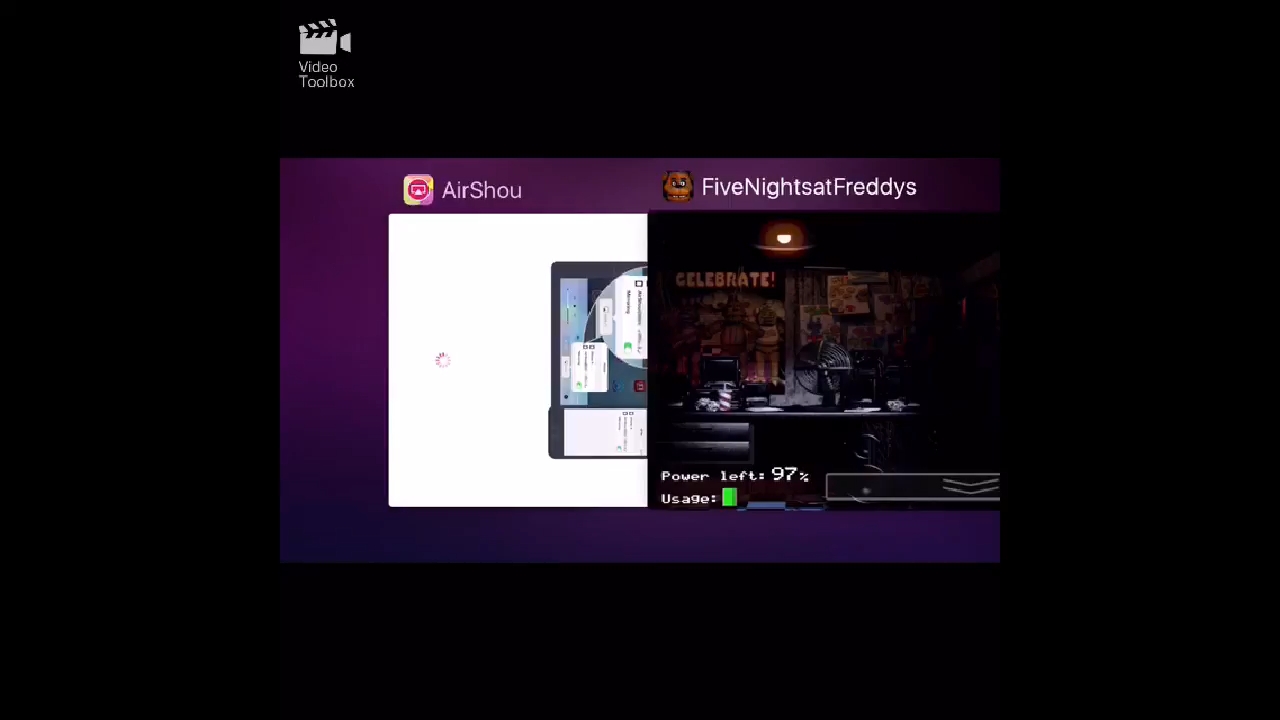 Video
Toolbox
AirShou
FiveNightsatFreddys
CELEBRATE!
Power left: 97%
Usage: